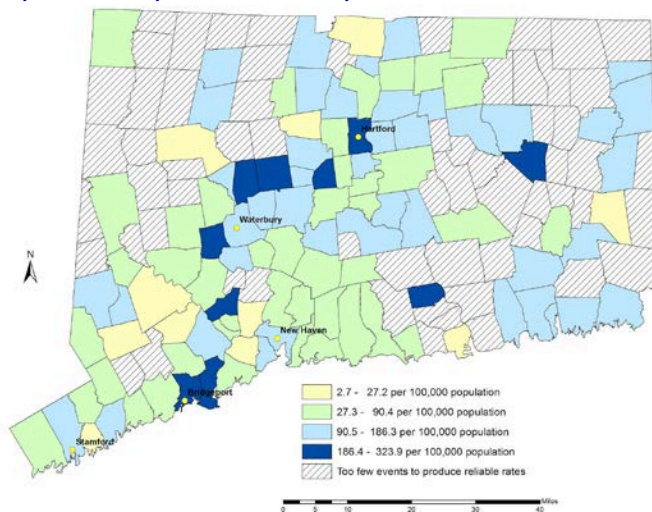 Hartford
Waterbury
N
New Haven
Bridgeport
Stamford
2.7 - 27.2 per 100,000 population
27.3 - 90.4 per 100,000 population
90.5 - 186.3 per 100,000 population
186.4 - 323.9 per 100,000 population
Too few events to produce reliable rates
Miles
0 5 10 20 30 40